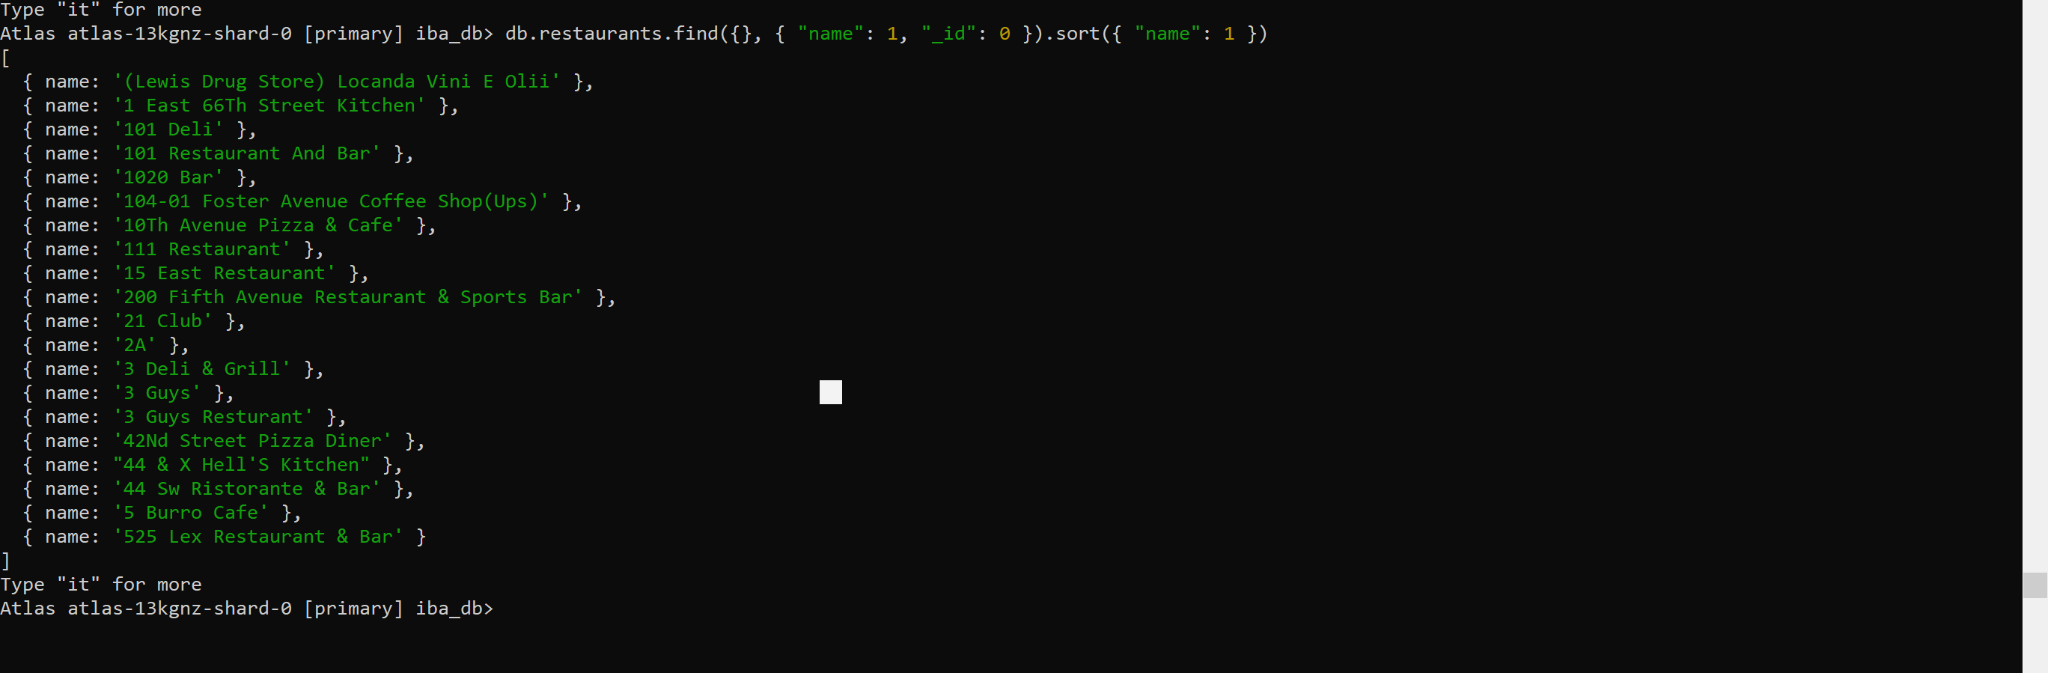 Type "it" for more
Atlas atlas-13kgnz-shard-0 [primary] iba_db> db.restaurants.find({}, { "name": 1, "_id": 0 }).sort({ "name": 1 })
[
  { name: '(Lewis Drug Store) Locanda Vini E Olii' },
  { name: '1 East 66Th Street Kitchen' },
  { name: '101 Deli' },
  { name: '101 Restaurant And Bar' },
  { name: '1020 Bar' },
  { name: '104-01 Foster Avenue Coffee Shop(Ups)' },
  { name: '10Th Avenue Pizza & Cafe' },
  { name: '111 Restaurant' },
  { name: '15 East Restaurant' },
  { name: '200 Fifth Avenue Restaurant & Sports Bar' },
  { name: '21 Club' },
  { name: '2A' },
  { name: '3 Deli & Grill' },
  { name: '3 Guys' },
  { name: '3 Guys Resturant' },
  { name: '42Nd Street Pizza Diner' },
  { name: "44 & X Hell'S Kitchen" },
  { name: '44 Sw Ristorante & Bar' },
  { name: '5 Burro Cafe' },
  { name: '525 Lex Restaurant & Bar' }
]
Type "it" for more
Atlas atlas-13kgnz-shard-0 [primary] iba_db>